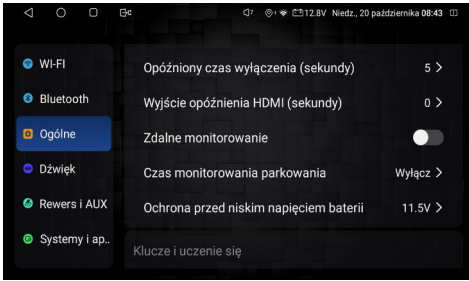 7 12.8V Niedz., 20 października 08:43
WI-FI
Bluetooth
Ogólne
Dźwięk
Rewers i AUX
Systemy i ap..
Opóźniony czas wyłączenia (sekundy) 5 >
Wyjście opóźnienia HDMI (sekundy) 0 >
Zdalne monitorowanie
Czas monitorowania parkowania Wyłącz >
Ochrona przed niskim napięciem baterii 11.5V >
Klucze i uczenie się